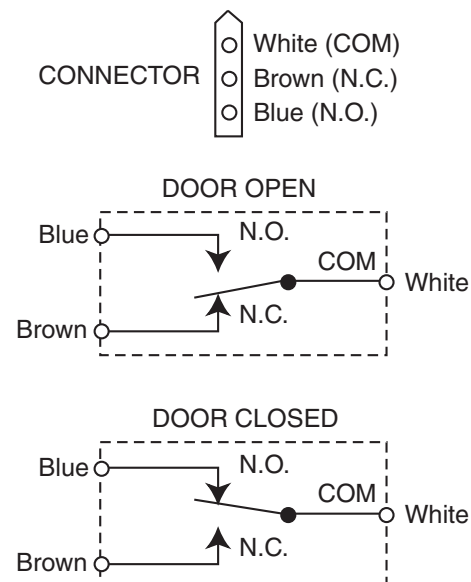 White (COM)
CONNECTOR Brown (N.C.)
Blue (N.O.)
DOOR OPEN
Blue N.O.
COM
White
Brown N.C.
DOOR CLOSED
Blue N.O.
COM
White
Brown N.C.